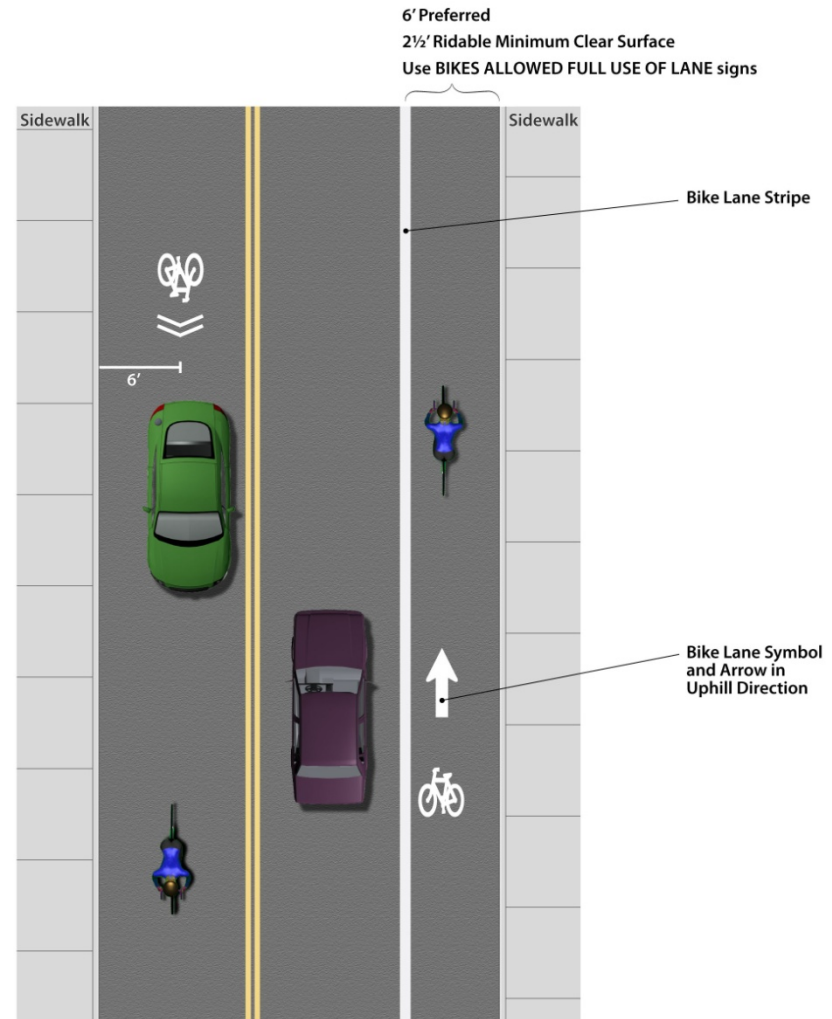 6′ Preferred
2½′ Ridable Minimum Clear Surface
Use BIKES ALLOWED FULL USE OF LANE signs
Sidewalk
Sidewalk
Bike Lane Stripe
6′
Bike Lane Symbol
and Arrow in
Uphill Direction